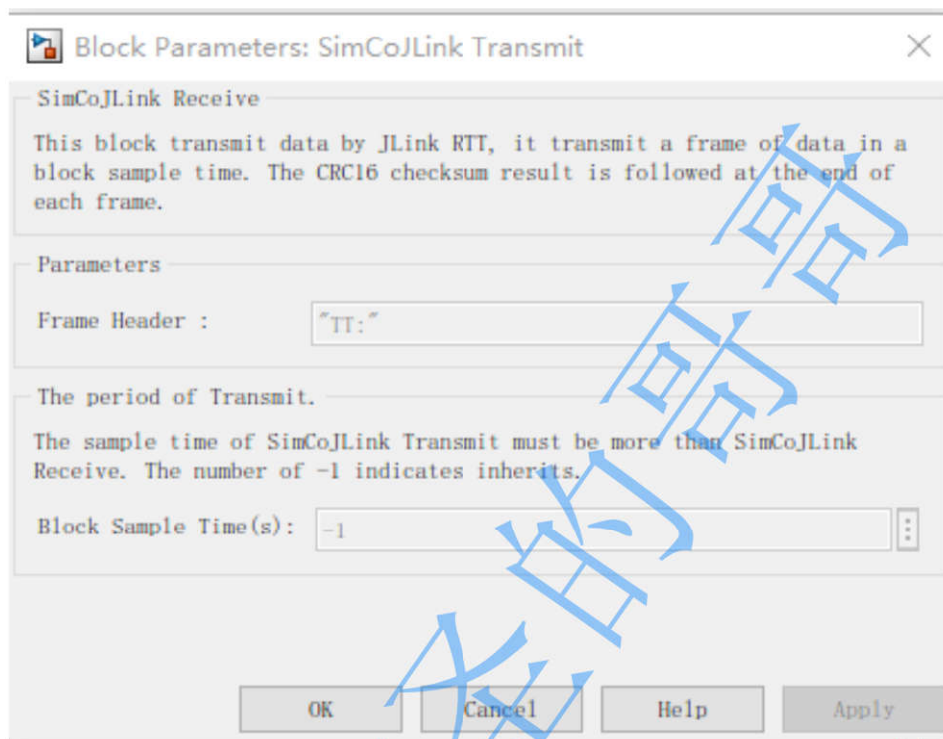 Block Parameters: SimCoJLink Transmit
SimCoJLink Receive
This block transmit data by JLink RTT, it transmit a frame of data in a
block sample time. The CRC16 checksum result is followed at the end of
each frame.
Parameters
Frame Header :
"TT:"
The period of Transmit.
The sample time of SimCoJLink Transmit must be more than SimCoJLink
Receive. The number of -1 indicates inherits.
Block Sample Time(s):
-1
OK
Cancel
Help
Apply
的哥哥